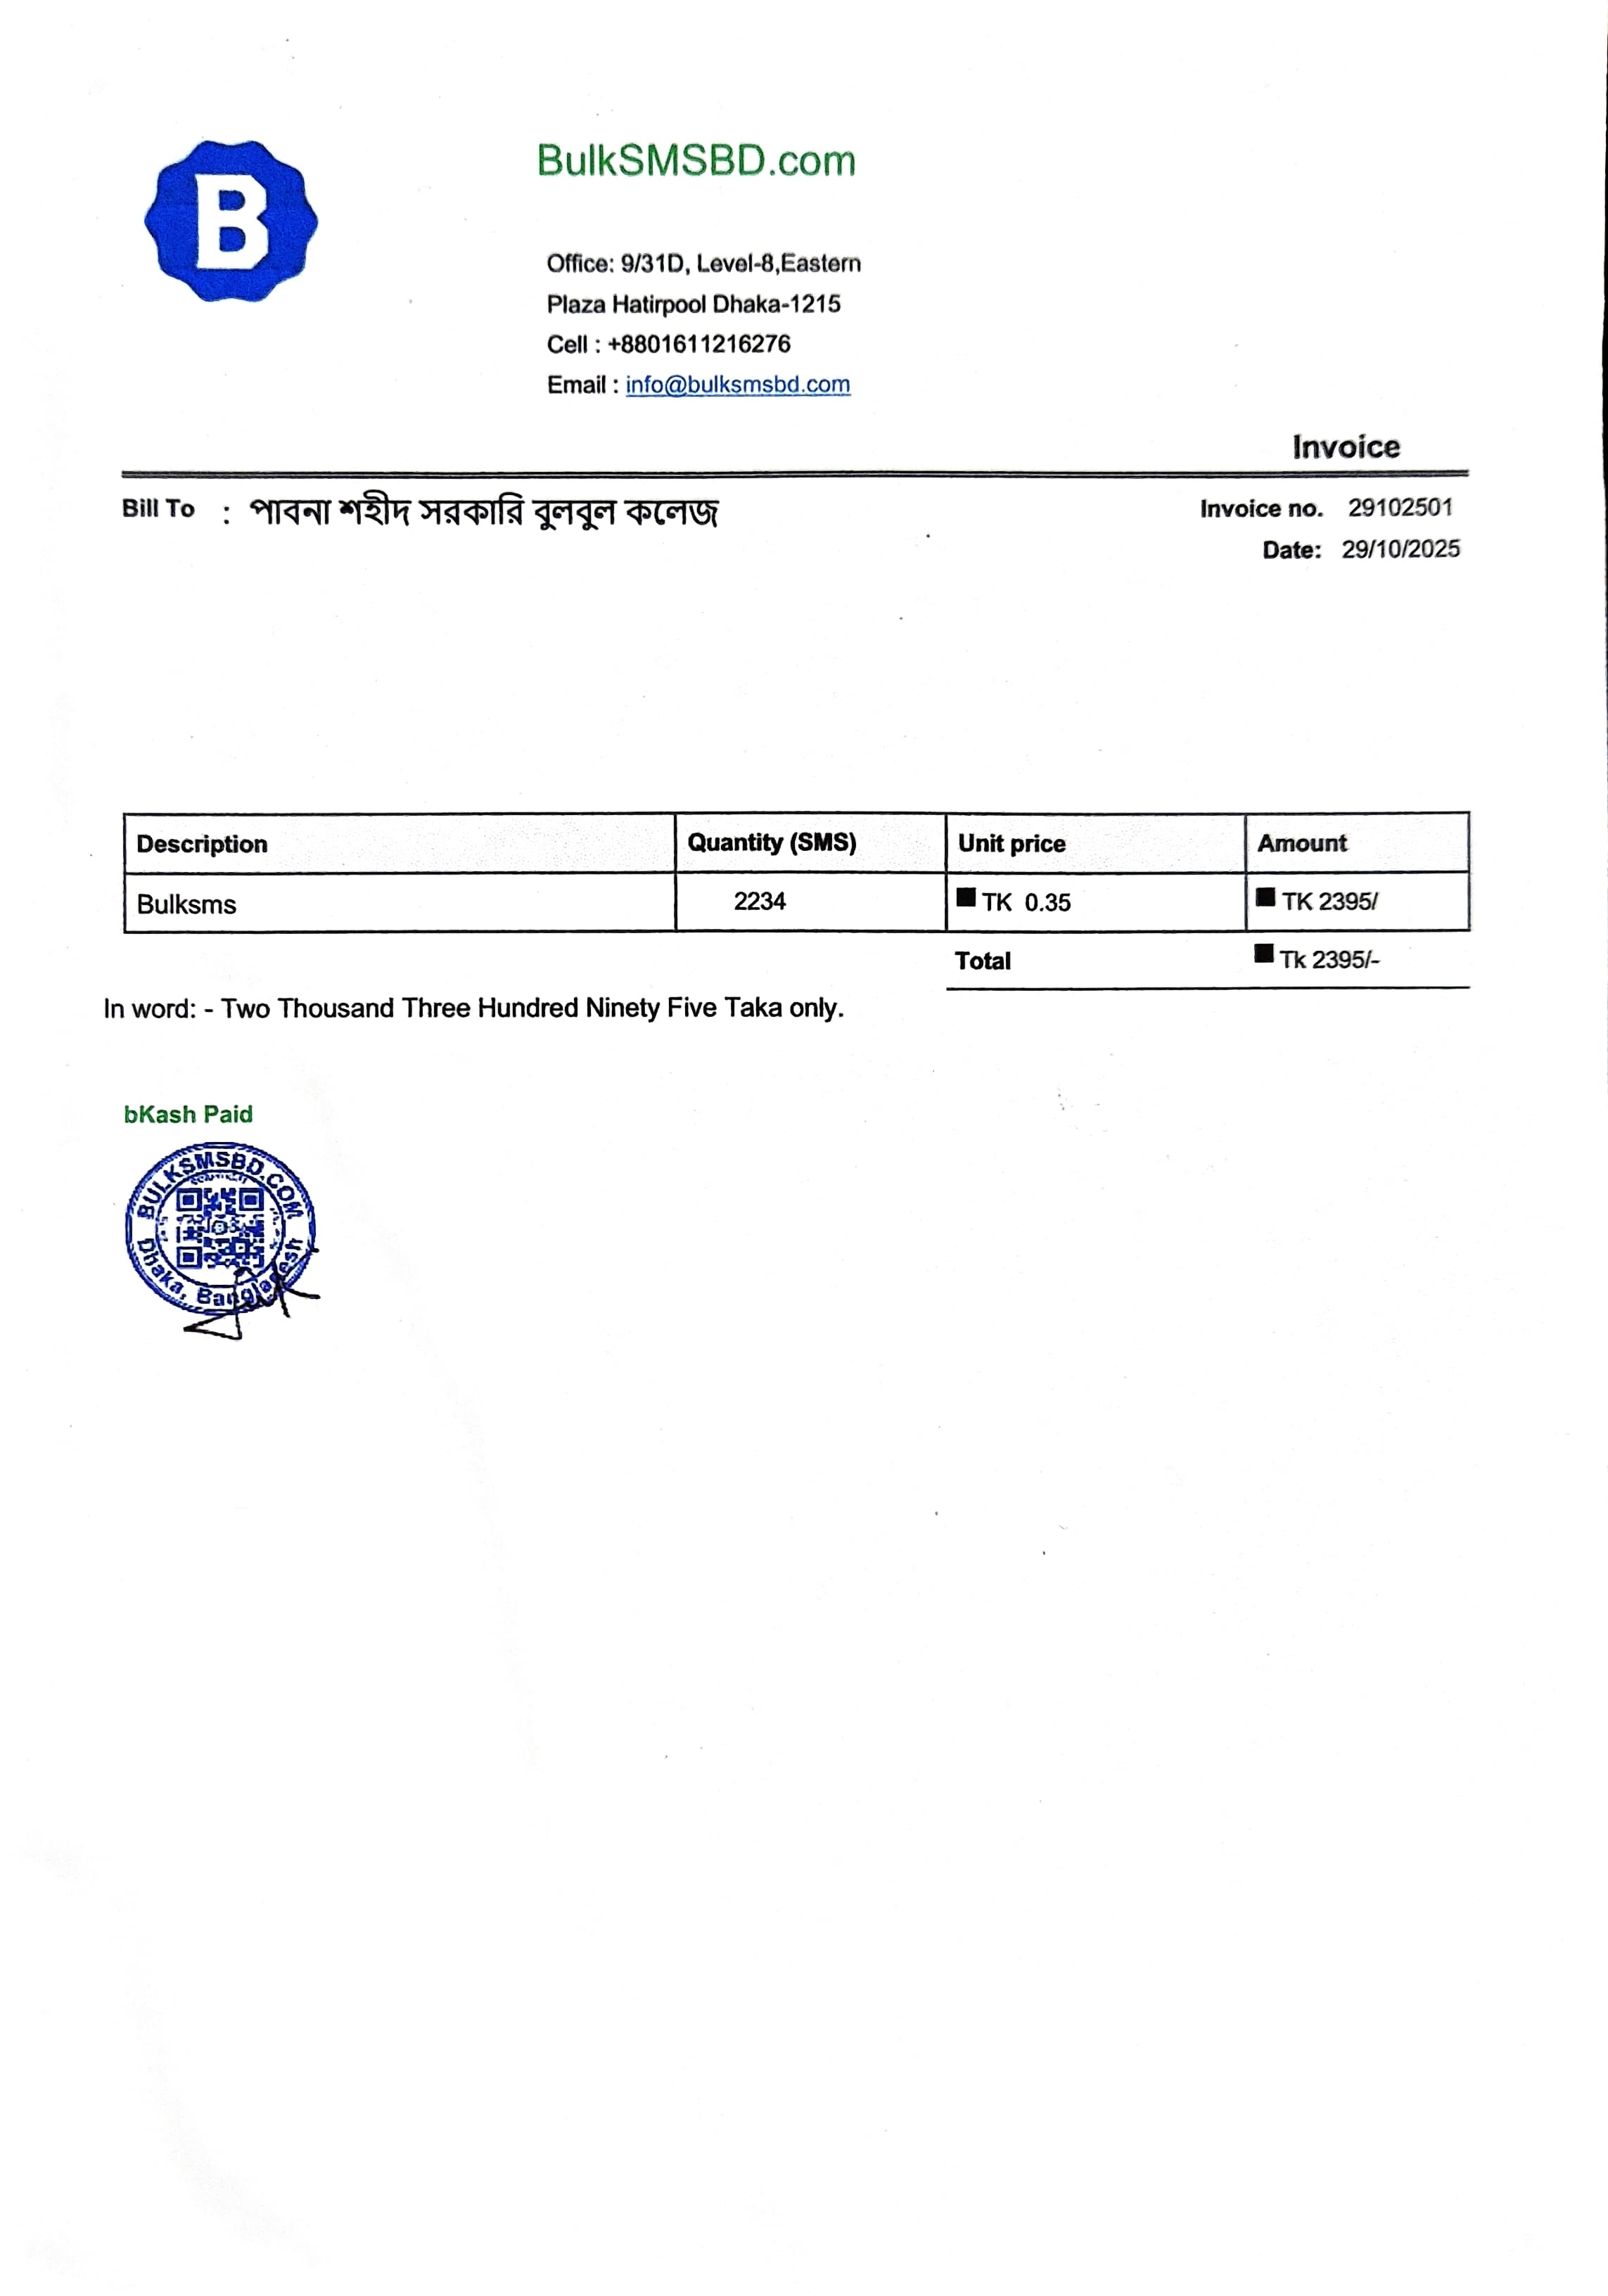 B
BulkSMSBD.com
Office: 9/31D, Level-8,Eastern
Plaza Hatirpool Dhaka-1215
Cell : +8801611216276
Email : info@bulksmsbd.com
Invoice
Bill To : পাবনা শহীদ সরকারি বুলবুল কলেজ
Invoice no. 29102501
Date: 29/10/2025
Description Quantity (SMS) Unit price Amount
Bulksms 2234 ■ TK 0.35 ■ TK 2395/
Total ■ Tk 2395/-
In word: - Two Thousand Three Hundred Ninety Five Taka only.
bKash Paid
BULKSMSBD.COM
Dhaka, Bangladesh